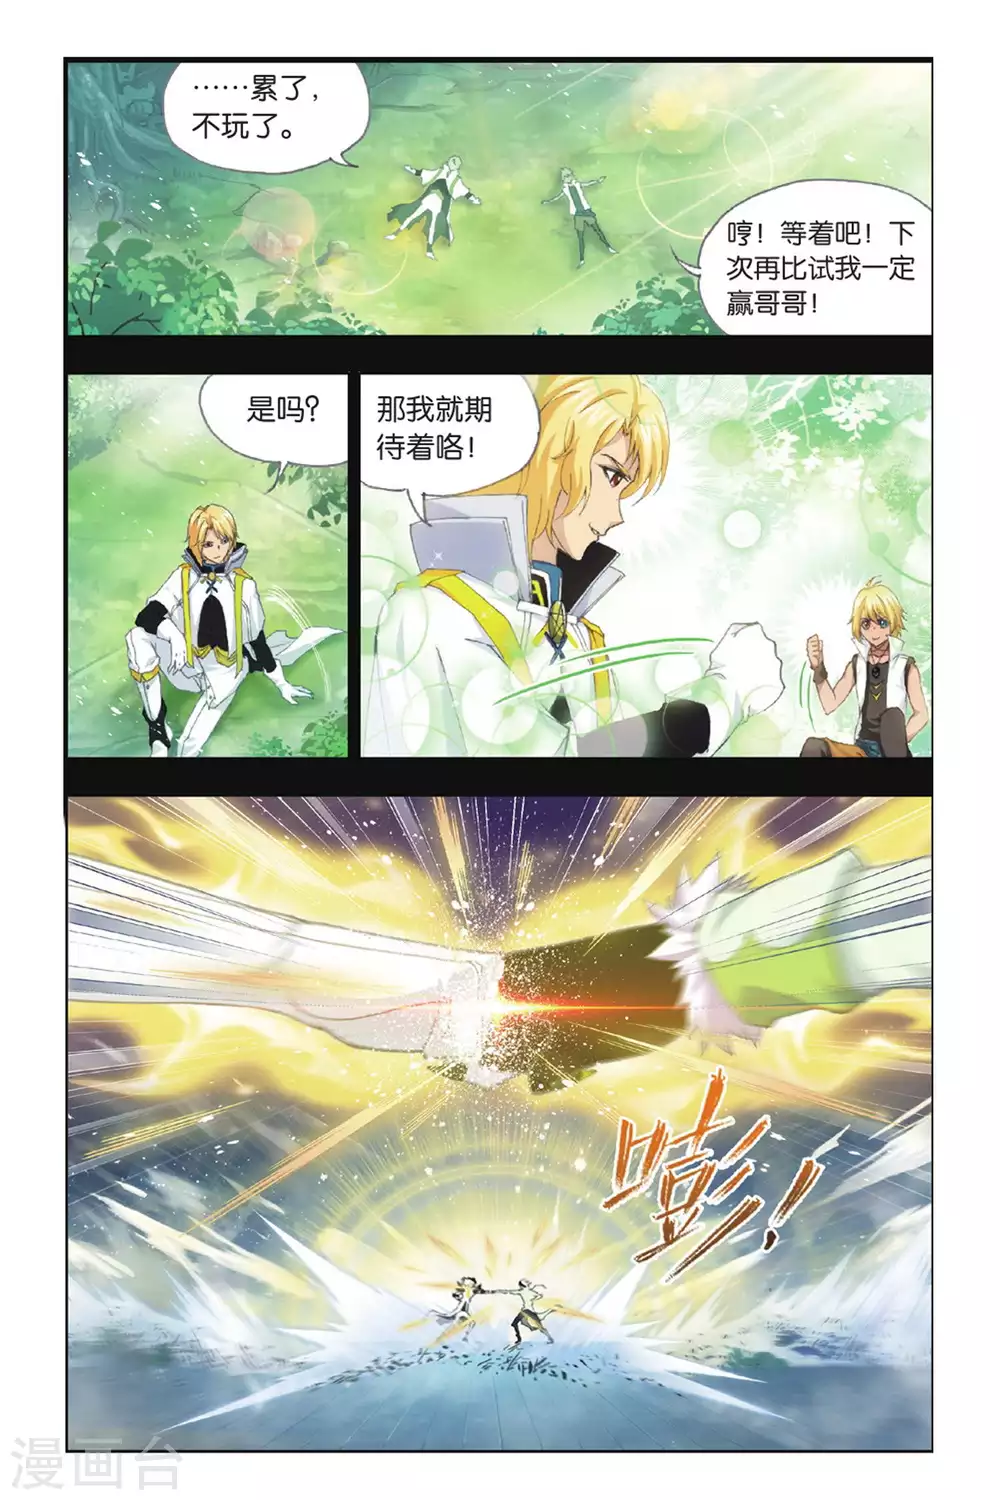 ……累了，
不玩了。
哼！等着吧！下
次再比试我一定
赢哥哥！
是吗？
那我就期
待着咯！
嘭！
漫画台